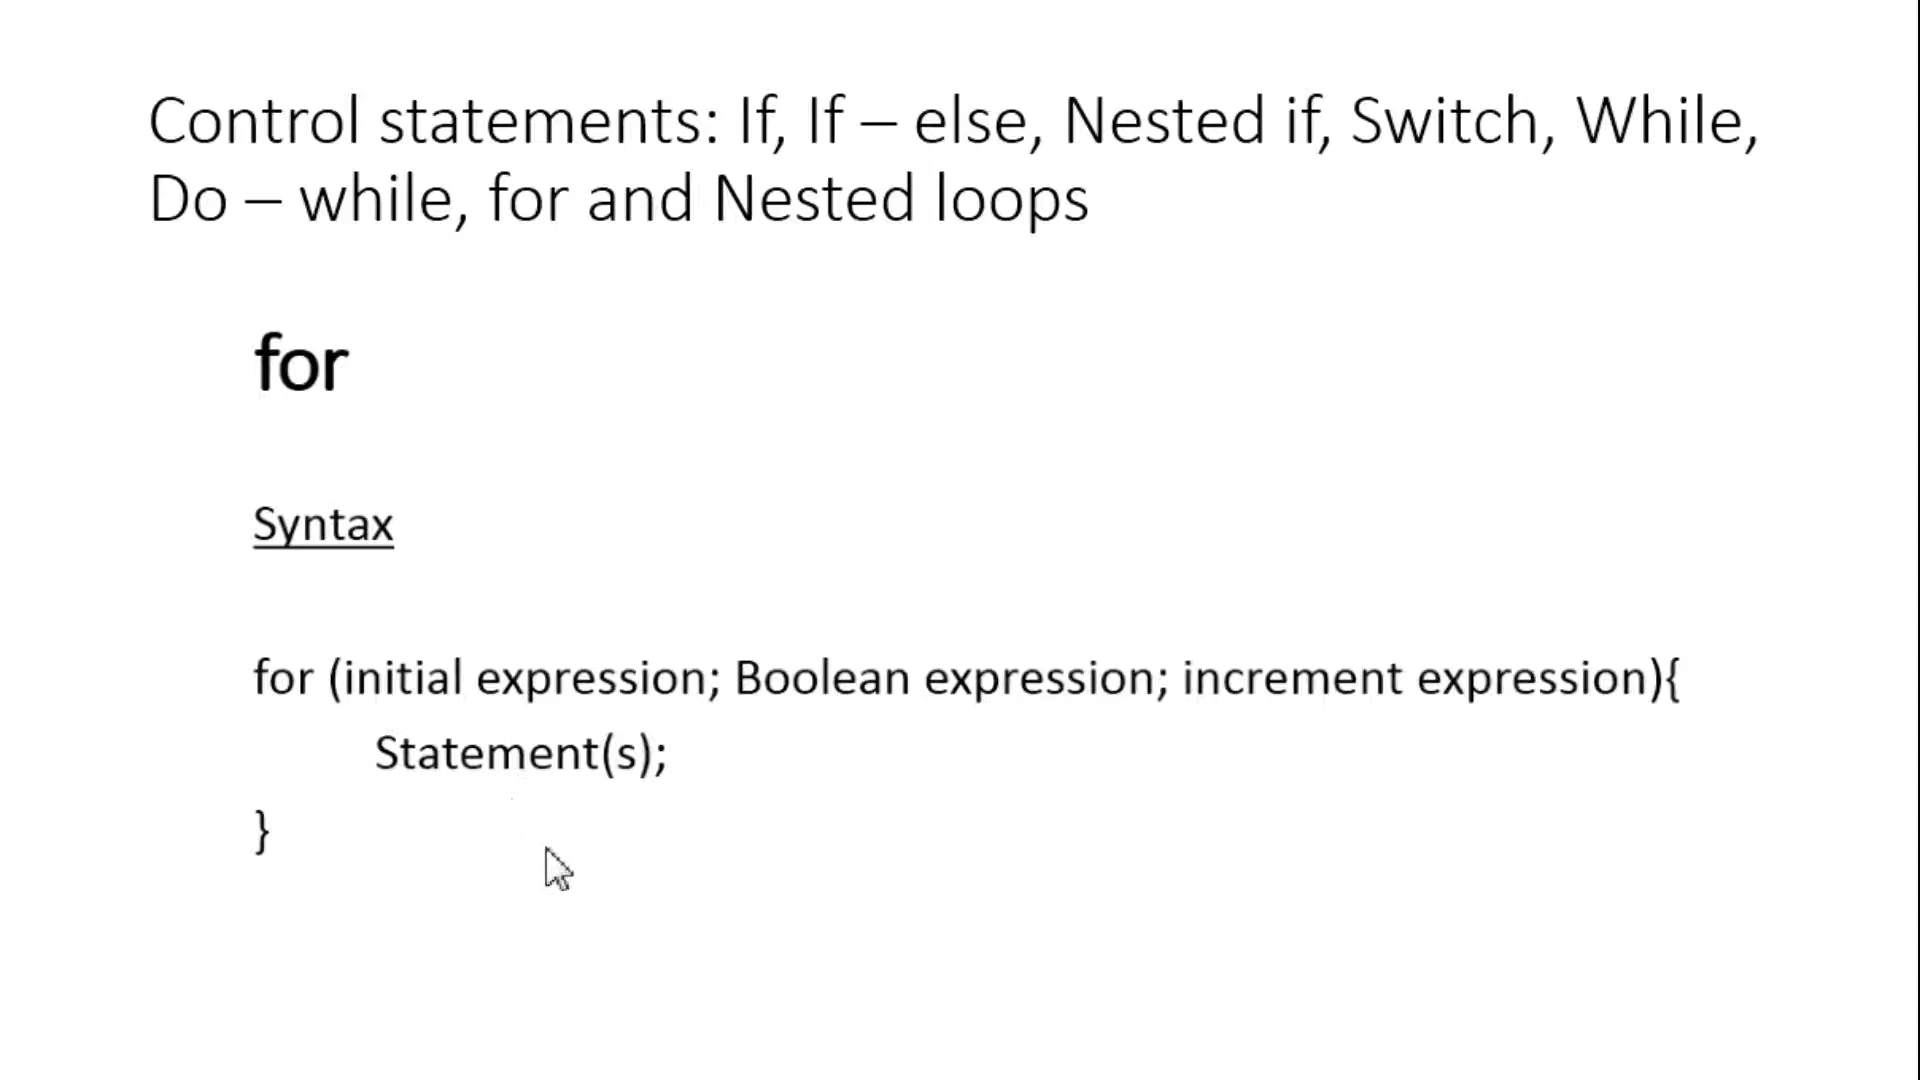 Control statements: If, If – else, Nested if, Switch, While,
Do – while, for and Nested loops
for
Syntax
for (initial expression; Boolean expression; increment expression){
Statement(s);
}